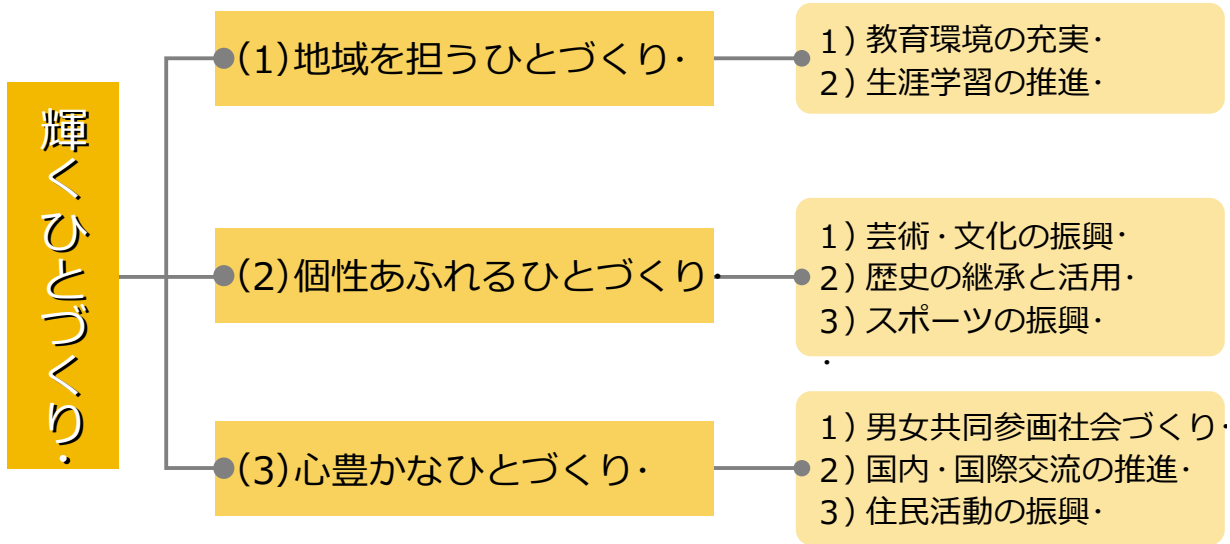 輝くひとづくり・
(1)地域を担うひとづくり・
1）教育環境の充実・
2）生涯学習の推進・
(2)個性あふれるひとづくり・
1）芸術・文化の振興・
2）歴史の継承と活用・
3）スポーツの振興・
・
(3)心豊かなひとづくり・
1）男女共同参画社会づくり・
2）国内・国際交流の推進・
3）住民活動の振興・